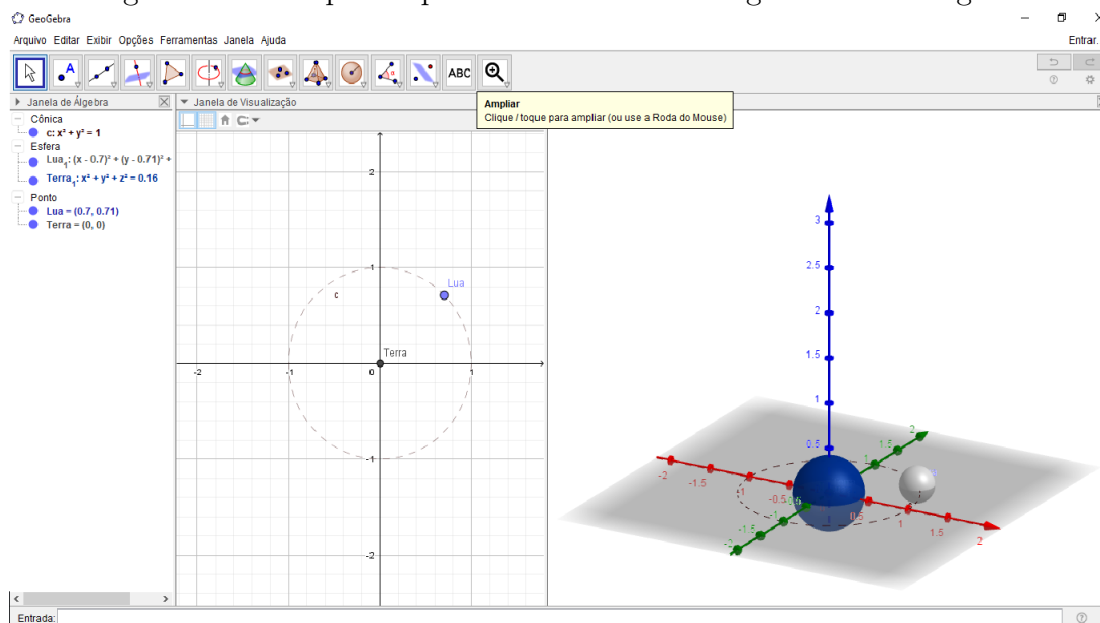 GeoGebra
Arquivo Editar Exibir Opções Ferramentas Janela Ajuda
Entrar.
ABC
Janela de Álgebra
Janela de Visualização
Ampliar
Clique / toque para ampliar (ou use a Roda do Mouse)
Cônica
c: x² + y² = 1
Esfera
Lua₁: (x - 0.7)² + (y - 0.71)² +
Terra₁: x² + y² + z² = 0.16
Ponto
Lua = (0.7, 0.71)
Terra = (0, 0)
2
1
Lua
c
Terra
-2
-1
0
1
-1
-2
3
2.5
2
1.5
1
0.5
2
1.5
1
-2
-1.5
-1
-0.5
0.5
1
1.5
2
-1
-1.5
-2
Entrada: